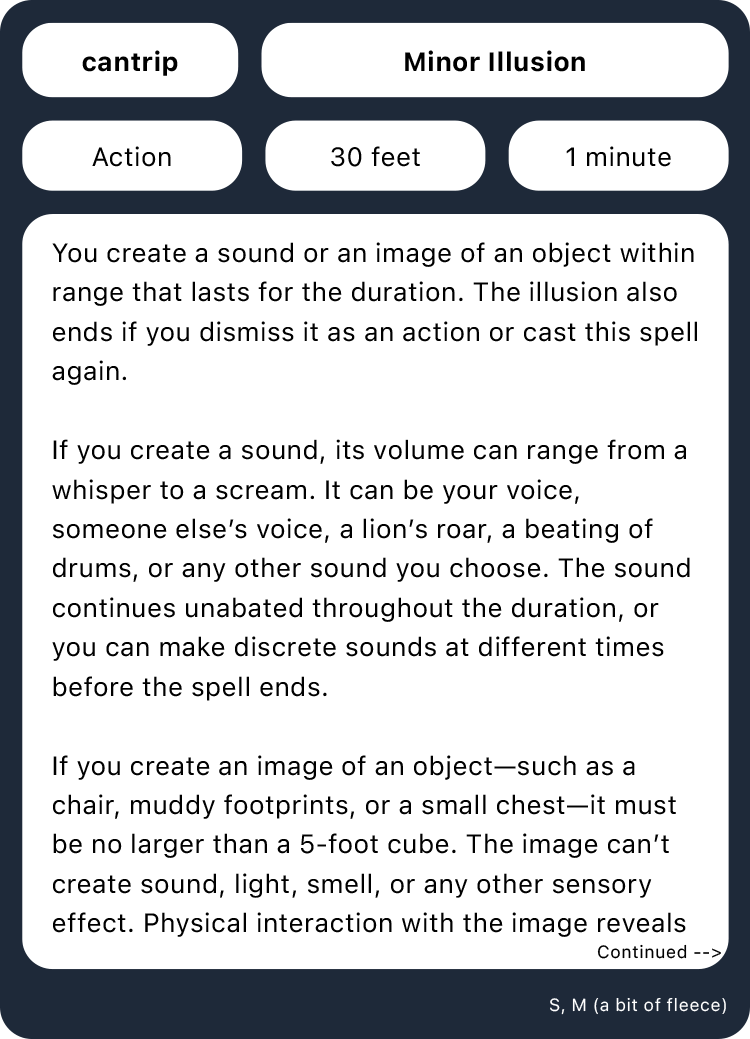 cantrip
Minor Illusion
Action
30 feet
1 minute
You create a sound or an image of an object within
range that lasts for the duration. The illusion also
ends if you dismiss it as an action or cast this spell
again.
If you create a sound, its volume can range from a
whisper to a scream. It can be your voice,
someone else’s voice, a lion’s roar, a beating of
drums, or any other sound you choose. The sound
continues unabated throughout the duration, or
you can make discrete sounds at different times
before the spell ends.
If you create an image of an object—such as a
chair, muddy footprints, or a small chest—it must
be no larger than a 5-foot cube. The image can’t
create sound, light, smell, or any other sensory
effect. Physical interaction with the image reveals
Continued -->
S, M (a bit of fleece)